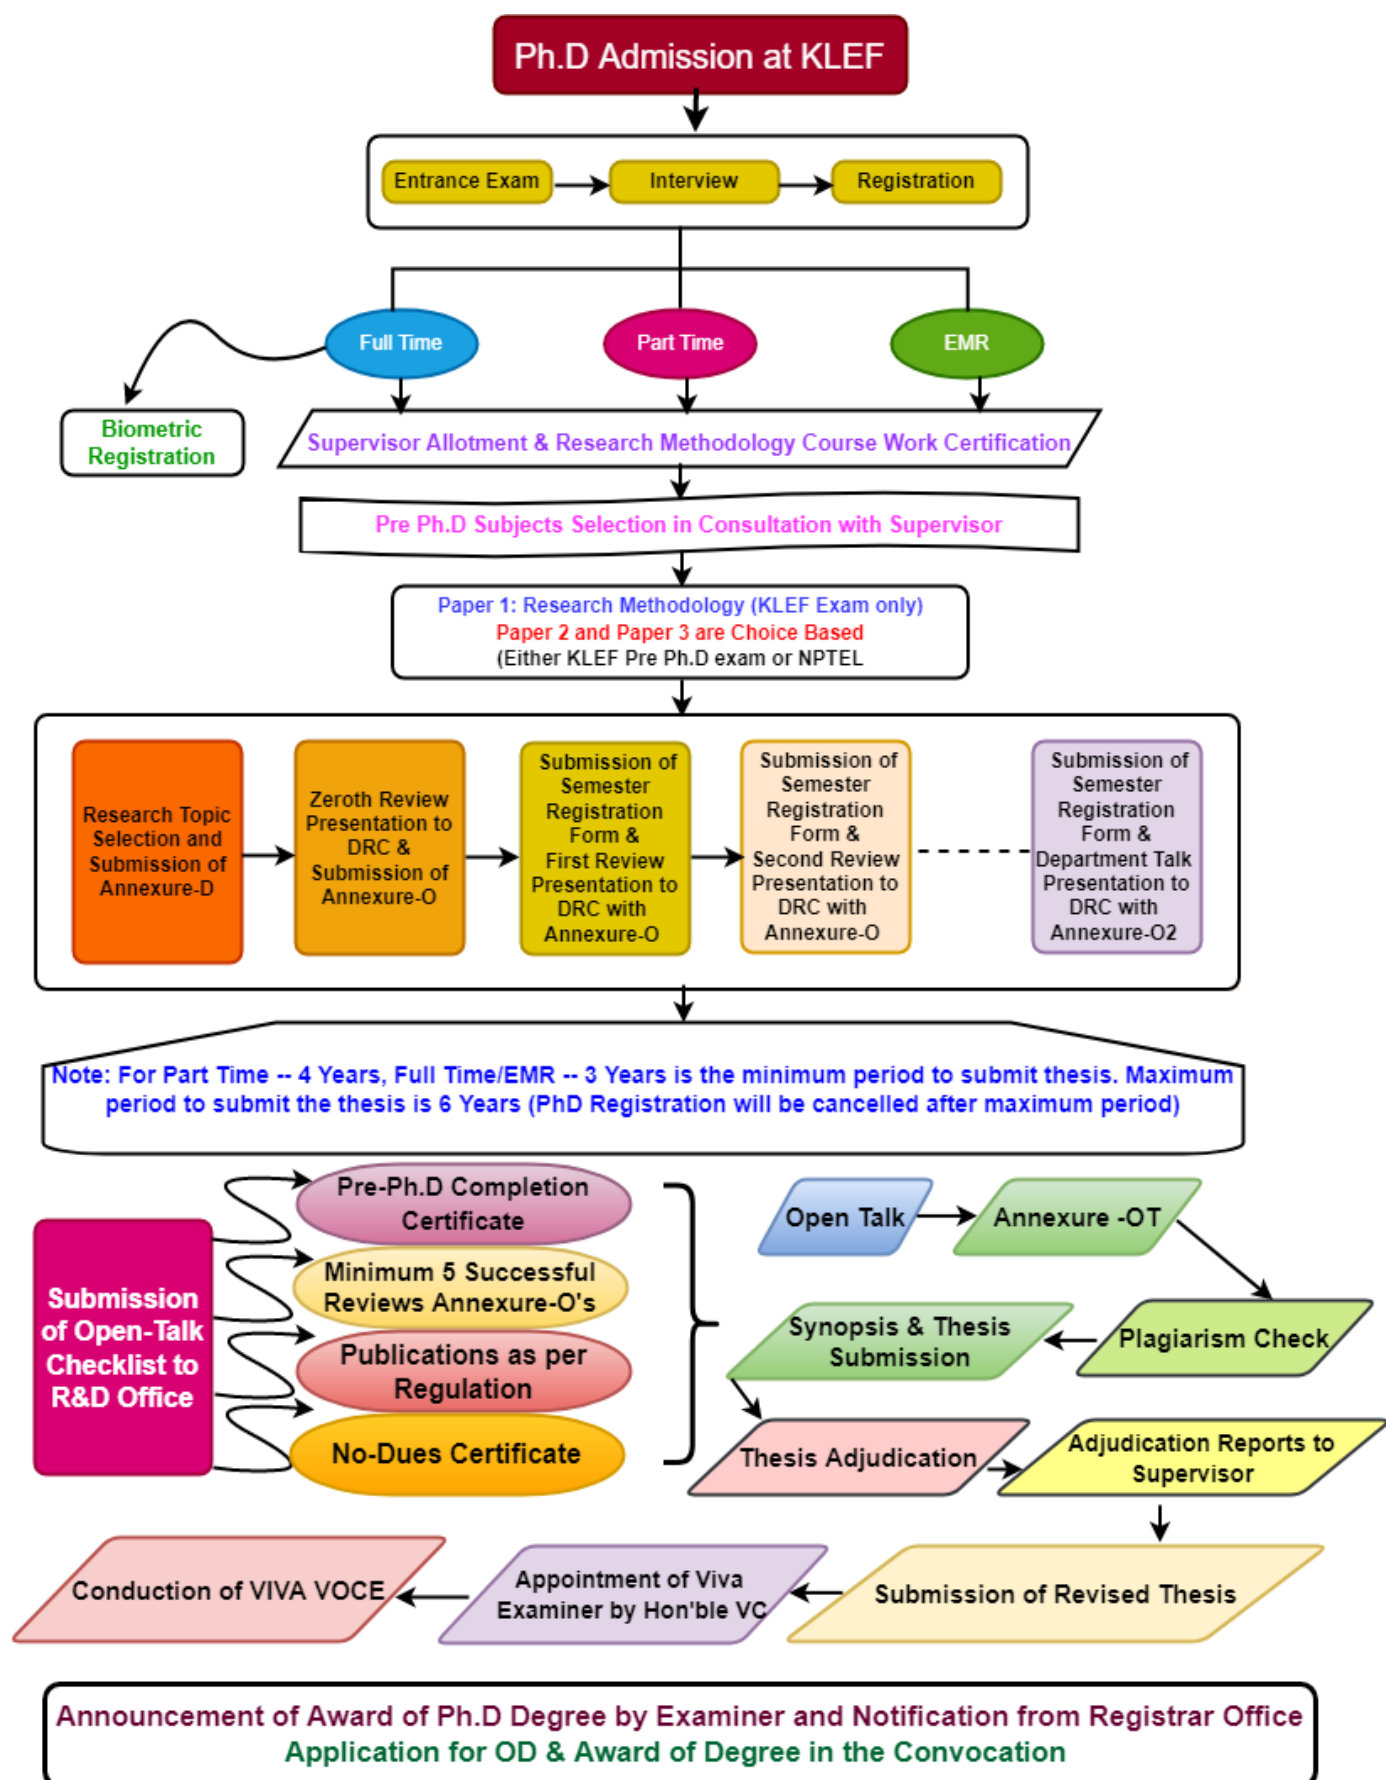 Ph.D Admission at KLEF
Entrance Exam
Interview
Registration
Full Time
Part Time
EMR
Biometric
Registration
Supervisor Allotment & Research Methodology Course Work Certification
Pre Ph.D Subjects Selection in Consultation with Supervisor
Paper 1: Research Methodology (KLEF Exam only)
Paper 2 and Paper 3 are Choice Based
(Either KLEF Pre Ph.D exam or NPTEL
Research Topic
Selection and
Submission of
Annexure-D
Zeroth Review
Presentation to
DRC &
Submission of
Annexure-O
Submission of
Semester
Registration
Form &
First Review
Presentation to
DRC with
Annexure-O
Submission of
Semester
Registration
Form &
Second Review
Presentation to
DRC with
Annexure-O
Submission of
Semester
Registration
Form &
Department Talk
Presentation to
DRC with
Annexure-O2
Note: For Part Time -- 4 Years, Full Time/EMR -- 3 Years is the minimum period to submit thesis. Maximum
period to submit the thesis is 6 Years (PhD Registration will be cancelled after maximum period)
Submission
of Open-Talk
Checklist to
R&D Office
Pre-Ph.D Completion
Certificate
Minimum 5 Successful
Reviews Annexure-O's
Publications as per
Regulation
No-Dues Certificate
Open Talk
Annexure -OT
Plagiarism Check
Synopsis & Thesis
Submission
Thesis Adjudication
Adjudication Reports to
Supervisor
Submission of Revised Thesis
Appointment of Viva
Examiner by Hon'ble VC
Conduction of VIVA VOCE
Announcement of Award of Ph.D Degree by Examiner and Notification from Registrar Office
Application for OD & Award of Degree in the Convocation